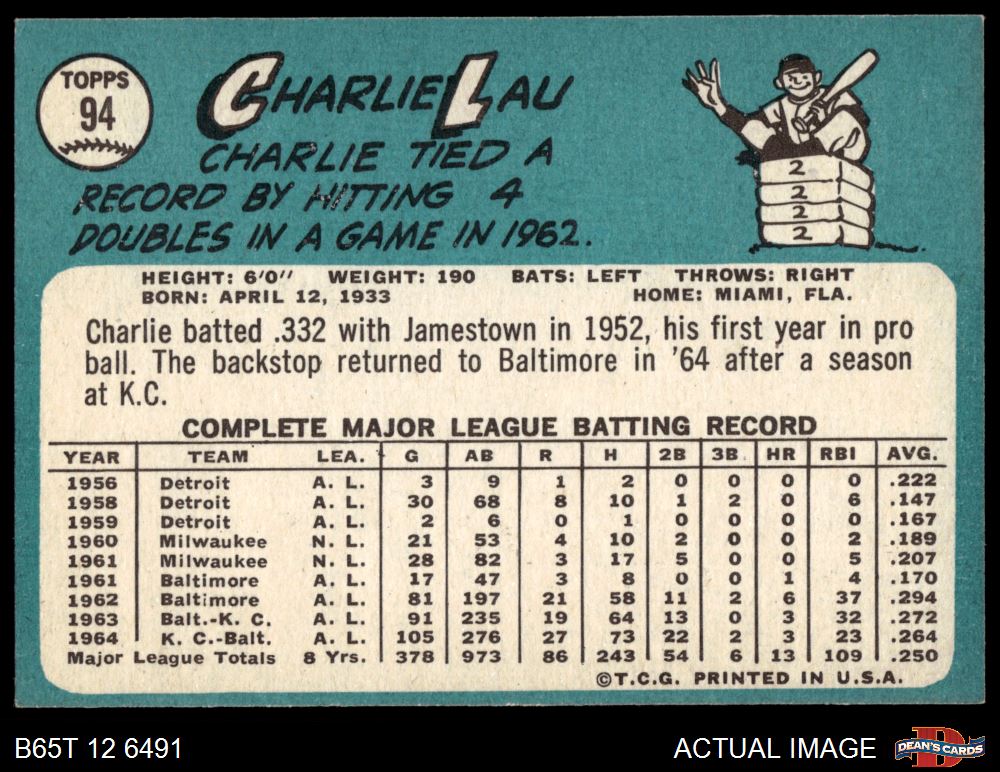 TOPPS
94
CHARLIE LAU
CHARLIE TIED A
RECORD BY HITTING 4
DOUBLES IN A GAME IN 1962.
2
2
2
2
HEIGHT: 6'0" WEIGHT: 190 BATS: LEFT THROWS: RIGHT
BORN: APRIL 12, 1933 HOME: MIAMI, FLA.
Charlie batted .332 with Jamestown in 1952, his first year in pro
ball. The backstop returned to Baltimore in '64 after a season
at K.C.
COMPLETE MAJOR LEAGUE BATTING RECORD
YEAR TEAM LEA. G AB R H 2B 3B HR RBI AVG.
1956 Detroit A. L. 3 9 1 2 0 0 0 0 .222
1958 Detroit A. L. 30 68 8 10 1 2 0 6 .147
1959 Detroit A. L. 2 6 0 1 0 0 0 0 .167
1960 Milwaukee N. L. 21 53 4 10 2 0 0 2 .189
1961 Milwaukee N. L. 28 82 3 17 5 0 0 5 .207
1961 Baltimore A. L. 17 47 3 8 0 0 1 4 .170
1962 Baltimore A. L. 81 197 21 58 11 2 6 37 .294
1963 Balt.-K. C. A. L. 91 235 19 64 13 0 3 32 .272
1964 K. C.-Balt. A. L. 105 276 27 73 22 2 3 23 .264
Major League Totals 8 Yrs. 378 973 86 243 54 6 13 109 .250
©T.C.G. PRINTED IN U.S.A.
B65T 12 6491
ACTUAL IMAGE
D
DEAN'S CARDS